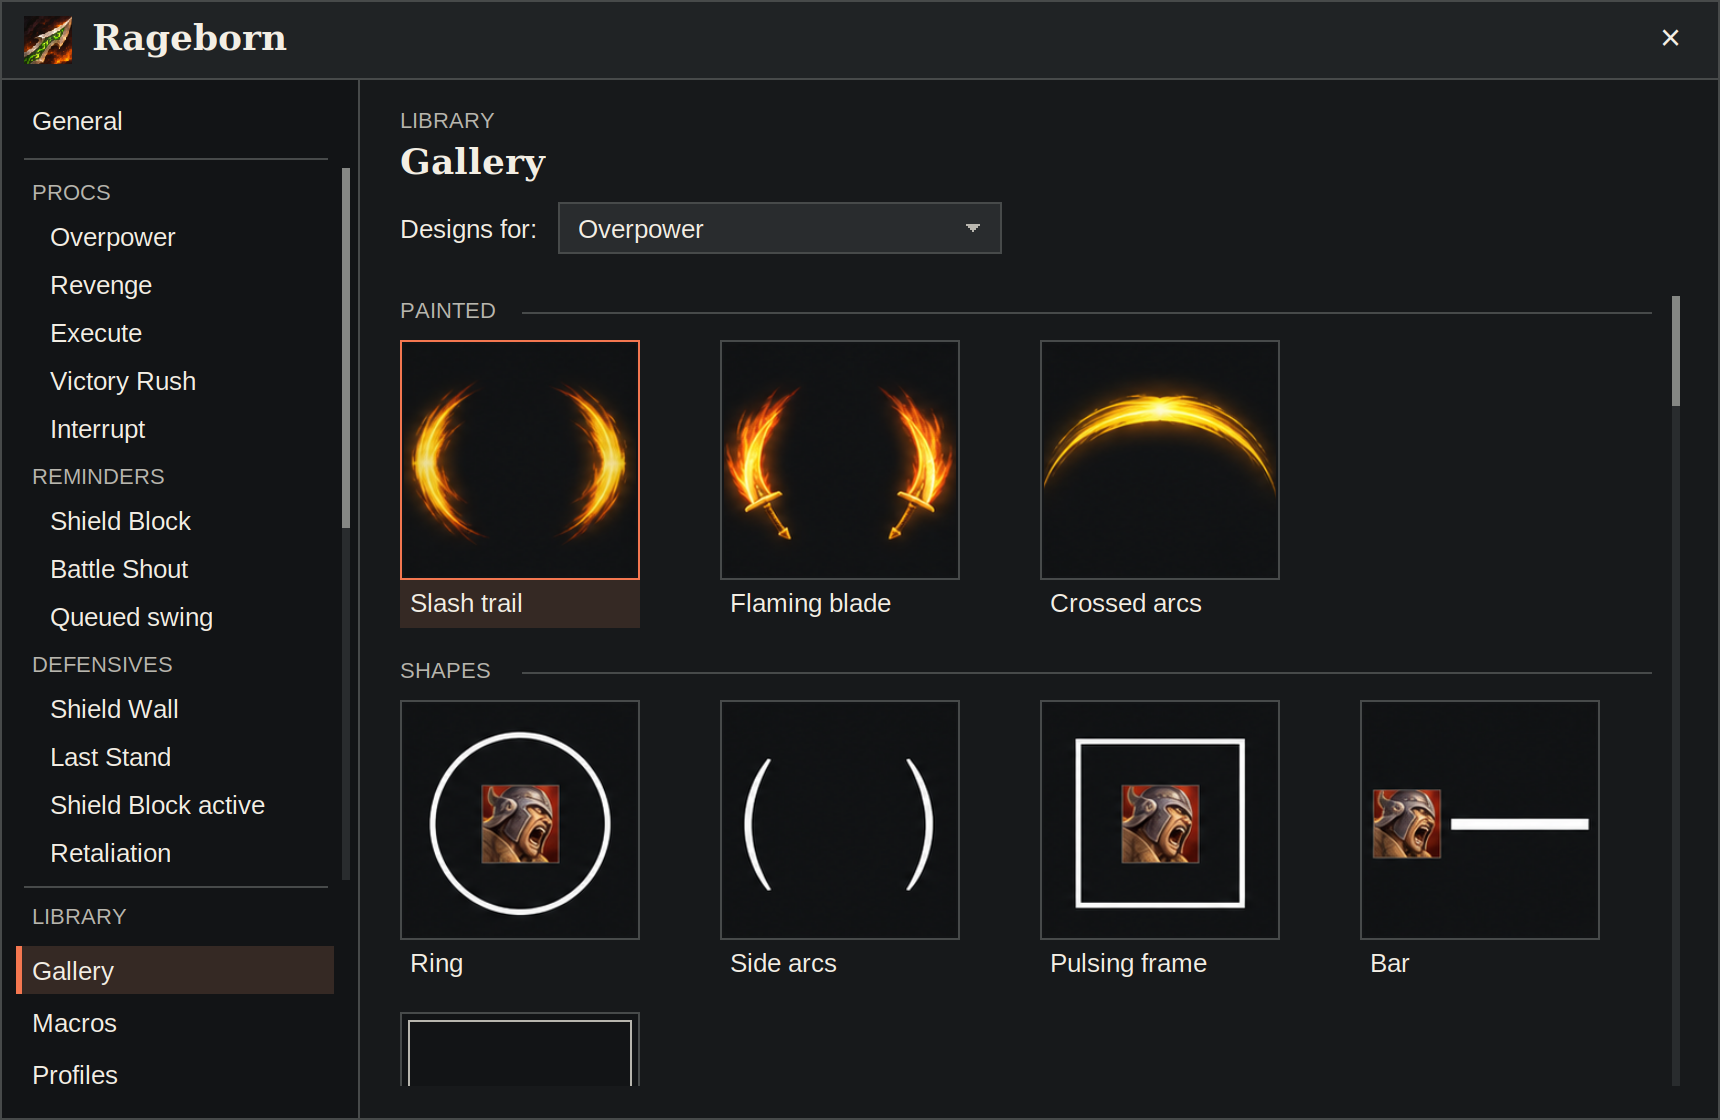 Rageborn
×
General
PROCS
Overpower
Revenge
Execute
Victory Rush
Interrupt
REMINDERS
Shield Block
Battle Shout
Queued swing
DEFENSIVES
Shield Wall
Last Stand
Shield Block active
Retaliation
LIBRARY
Gallery
Macros
Profiles
LIBRARY
Gallery
Designs for: Overpower
PAINTED
Slash trail
Flaming blade
Crossed arcs
SHAPES
Ring
Side arcs
Pulsing frame
Bar